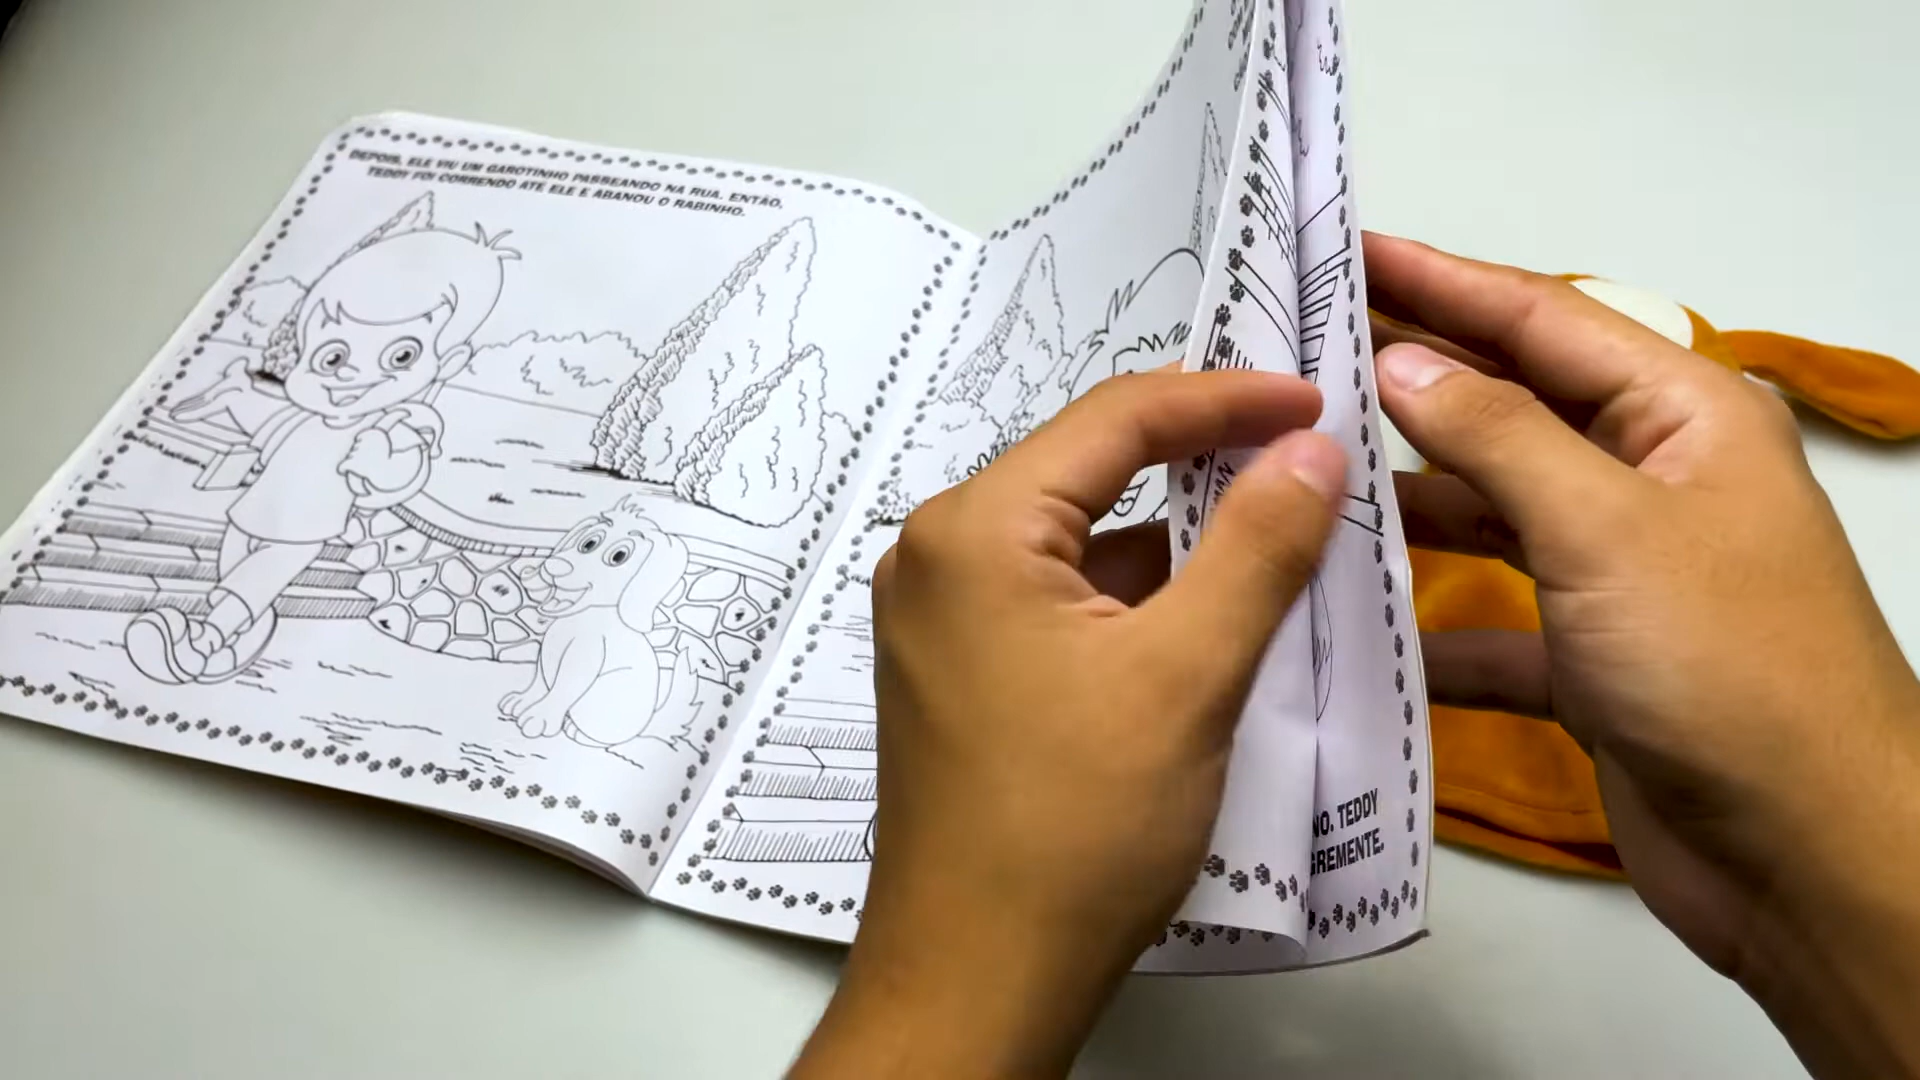 DEPOIS, ELE VIU UM GAROTINHO PASSEANDO NA RUA. ENTÃO,
TEDDY FOI CORRENDO ATÉ ELE E ABANOU O RABINHO.
NO. TEDDY
GREMENTE.